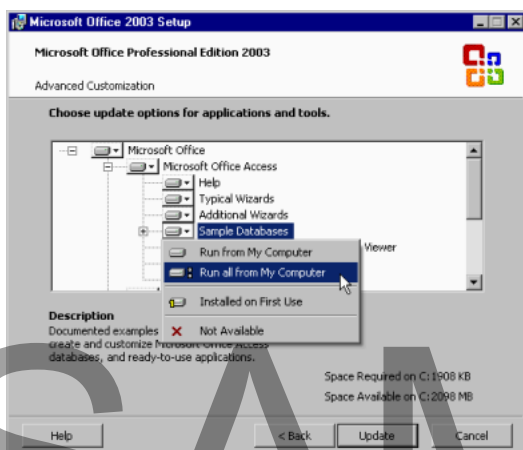 Microsoft Office 2003 Setup
Microsoft Office Professional Edition 2003
Advanced Customization
Choose update options for applications and tools.
Microsoft Office
Microsoft Office Access
Help
Typical Wizards
Additional Wizards
Sample Databases
Run from My Computer
Viewer
Run all from My Computer
Installed on First Use
Not Available
Description
Documented examples
create and customize Microsoft Office Access
databases, and ready-to-use applications.
Space Required on C: 1908 KB
Space Available on C: 2098 MB
Help
< Back
Update
Cancel